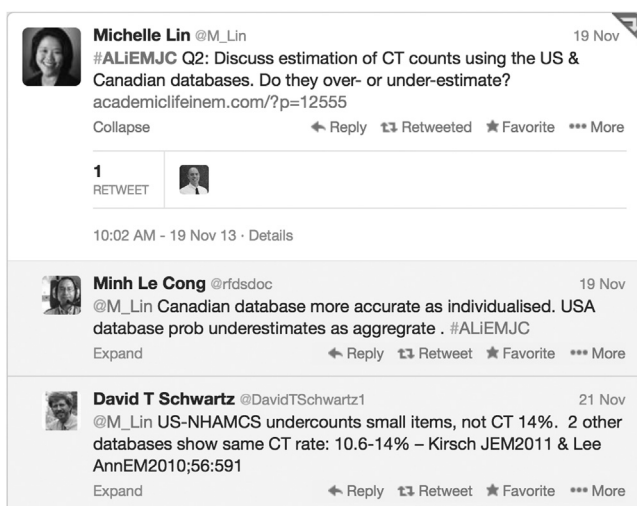 Michelle Lin @M_Lin 19 Nov
#ALiEMJC Q2: Discuss estimation of CT counts using the US &
Canadian databases. Do they over- or under-estimate?
academiclifeinem.com/?p=12555
Collapse Reply Retweeted Favorite More
1
RETWEET
10:02 AM - 19 Nov 13 · Details
Minh Le Cong @rfdsdoc 19 Nov
@M_Lin Canadian database more accurate as individualised. USA
database prob underestimates as aggregrate . #ALiEMJC
Expand Reply Retweet Favorite More
David T Schwartz @DavidTSchwartz1 21 Nov
@M_Lin US-NHAMCS undercounts small items, not CT 14%. 2 other
databases show same CT rate: 10.6-14% – Kirsch JEM2011 & Lee
AnnEM2010;56:591
Expand Reply Retweet Favorite More